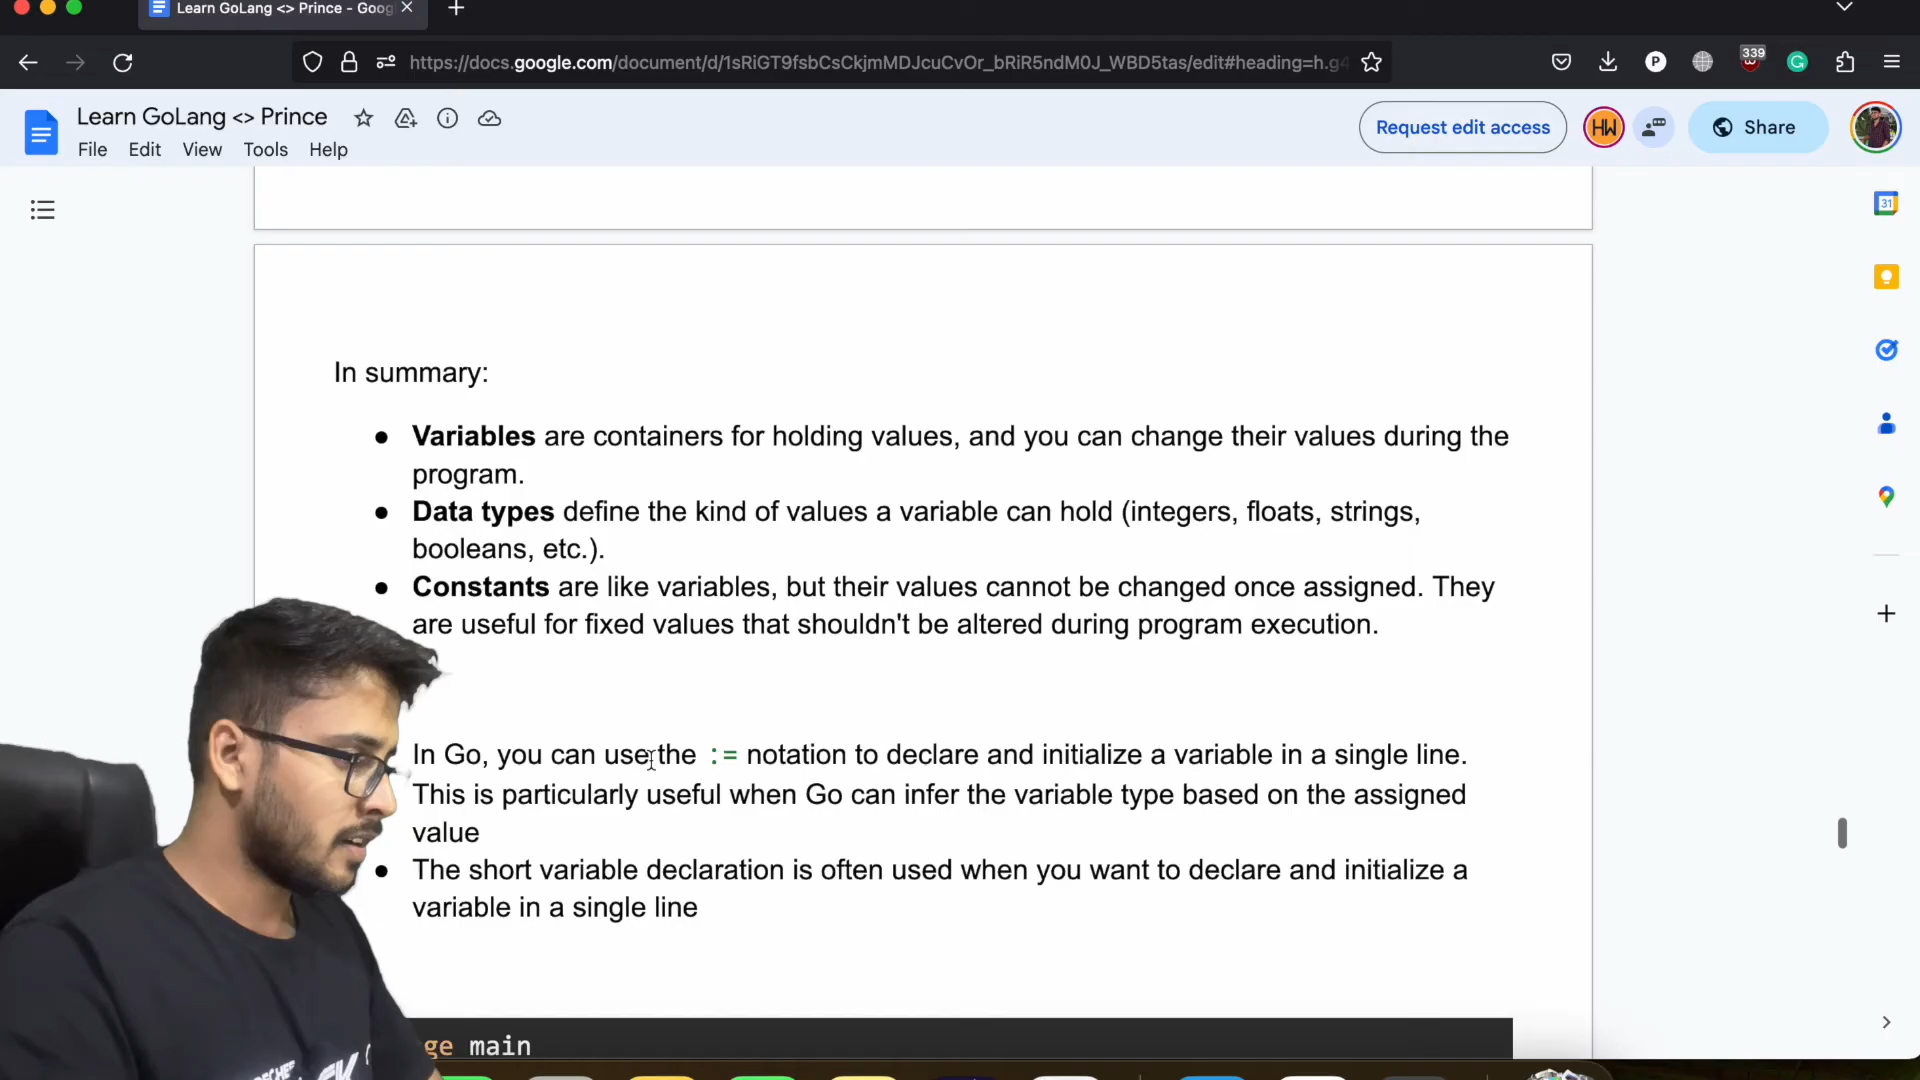 Learn GoLang <> Prince - Goog
https://docs.google.com/document/d/1sRiGT9fsbCsCkjmMDJcuCvOr_bRiR5ndM0J_WBD5tas/edit#heading=h.g4
P
339
Learn GoLang <> Prince
File Edit View Tools Help
Request edit access
HW
Share
31
In summary:
● Variables are containers for holding values, and you can change their values during the
program.
● Data types define the kind of values a variable can hold (integers, floats, strings,
booleans, etc.).
● Constants are like variables, but their values cannot be changed once assigned. They
are useful for fixed values that shouldn't be altered during program execution.
In Go, you can use the := notation to declare and initialize a variable in a single line.
This is particularly useful when Go can infer the variable type based on the assigned
value
● The short variable declaration is often used when you want to declare and initialize a
variable in a single line
ge main